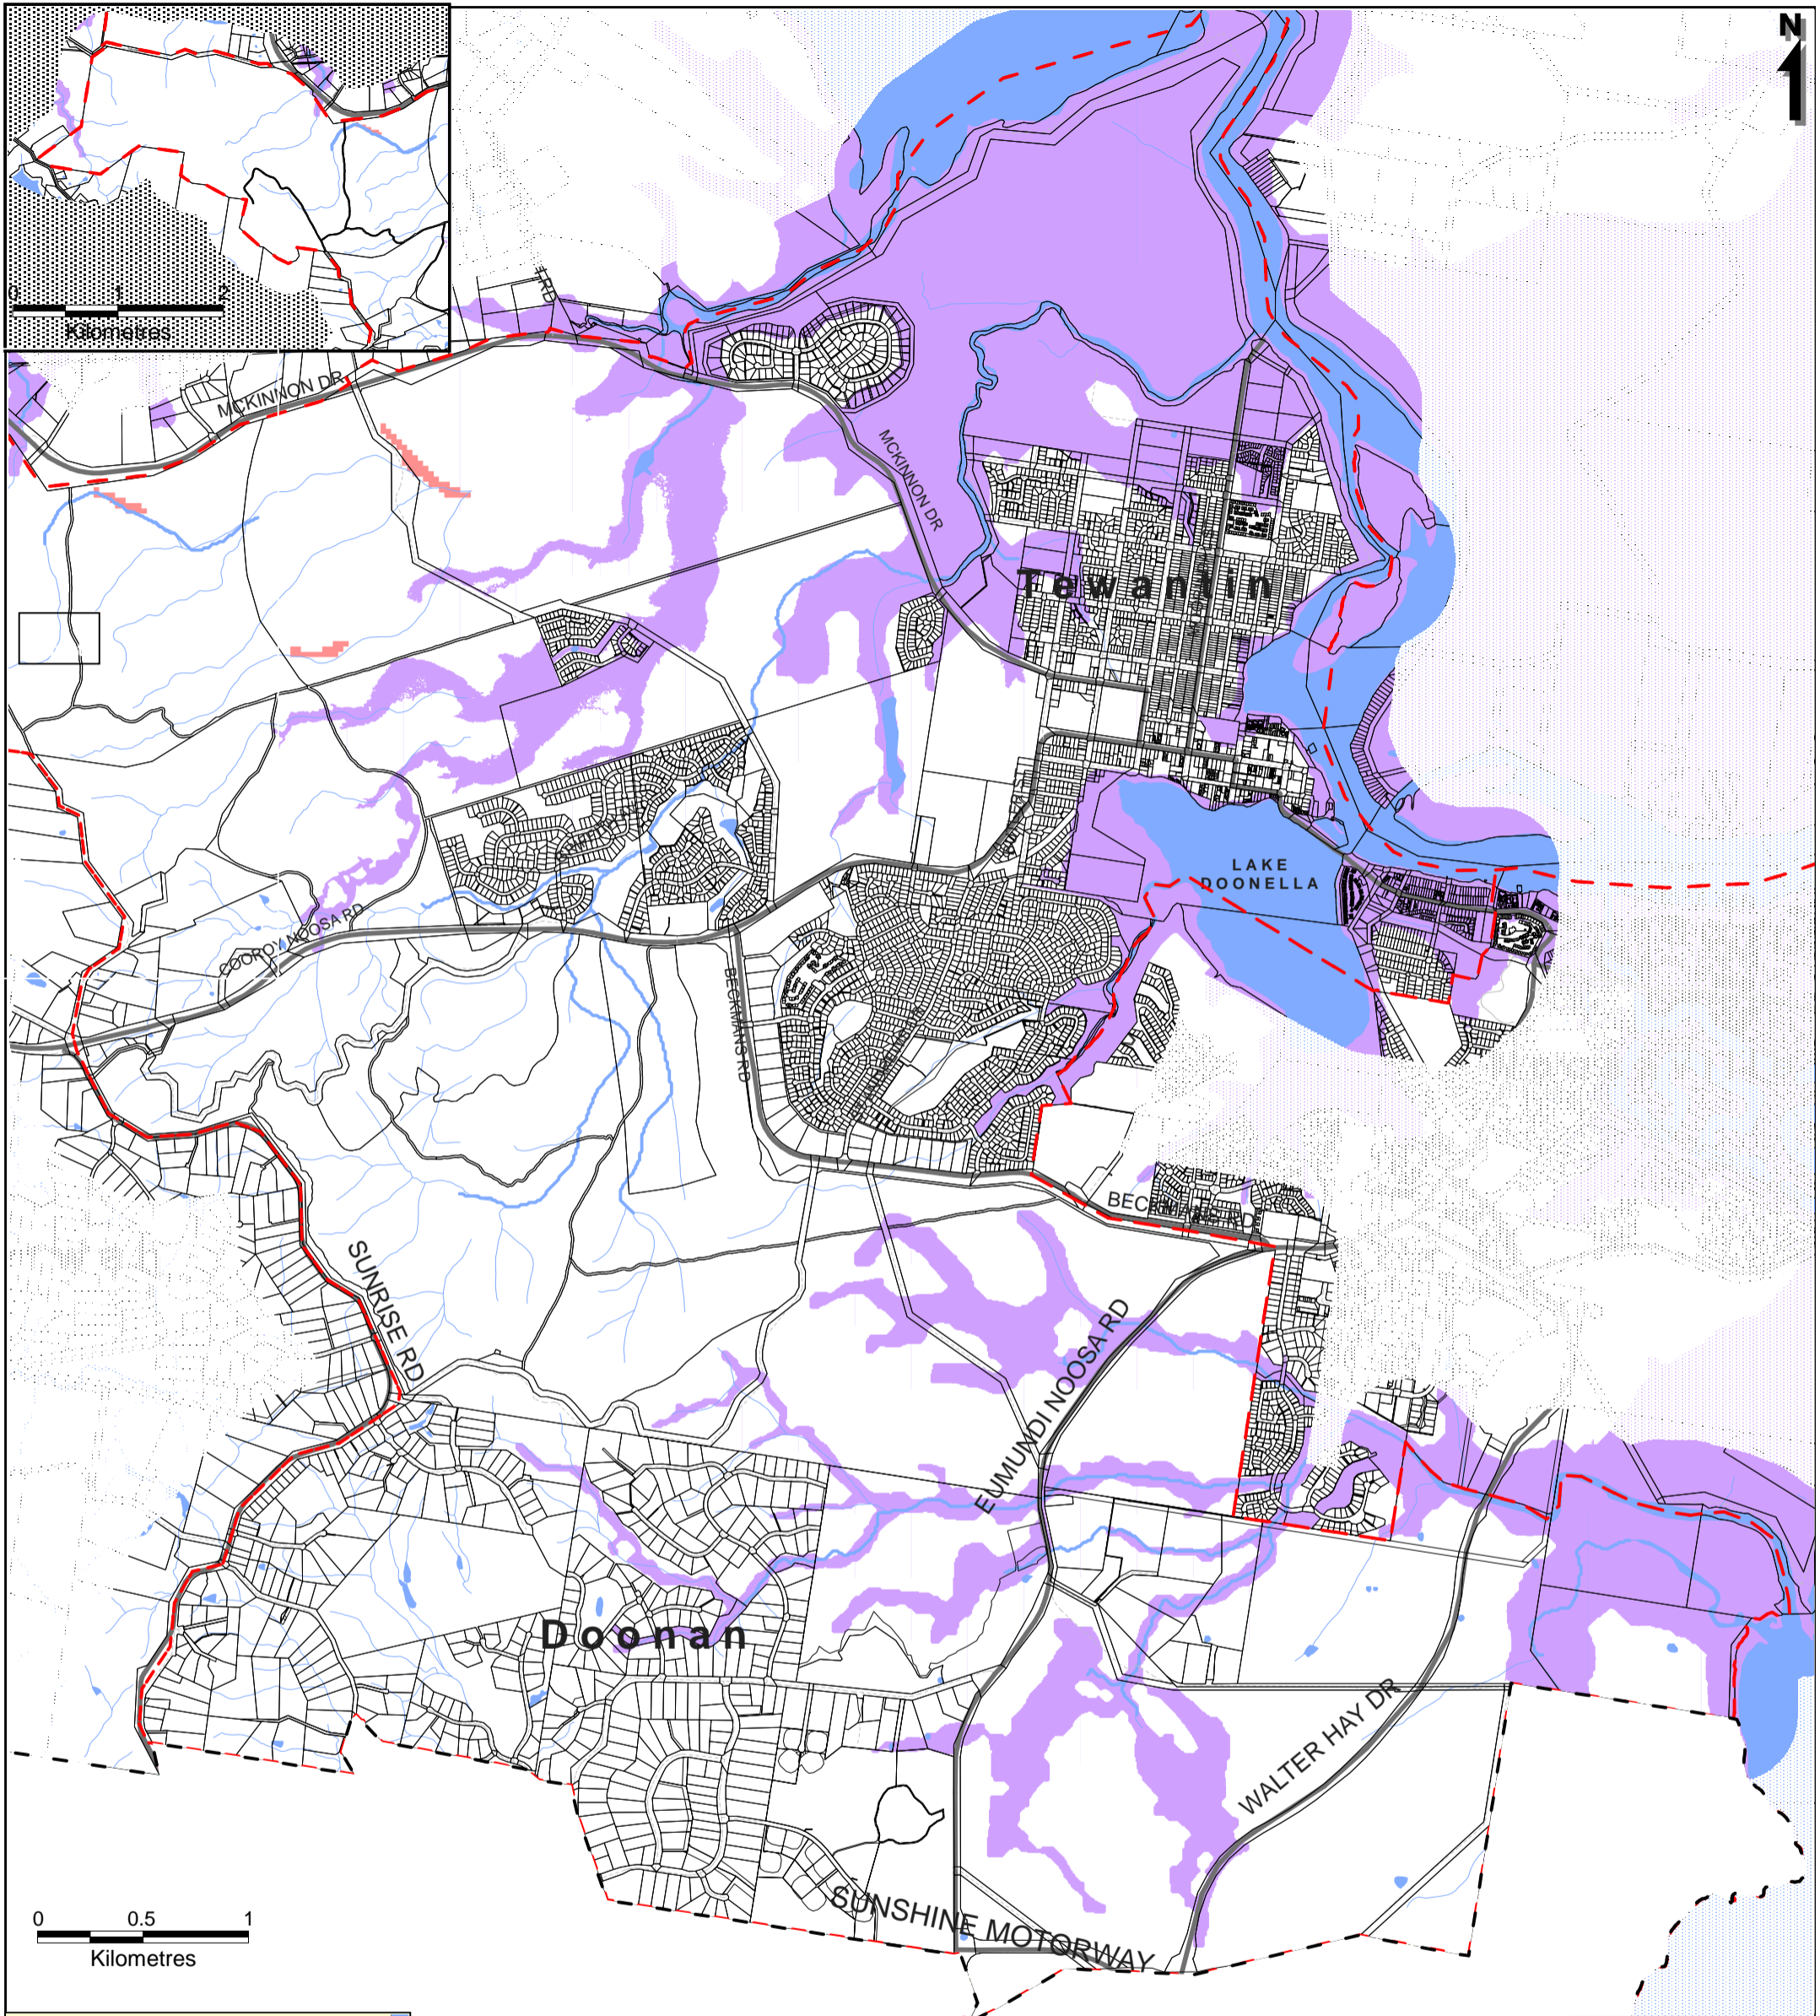 N
0 1 2
Kilometres
RD
MCKINNON DR
MCKINNON DR
Tewantin
LAKE
DOONELLA
COOROY NOOSA RD
BECKMANS RD
BECKMANS RD
SUNRISE RD
EUMUNDI NOOSA RD
Doonan
WALTER HAY DR
SUNSHINE MOTORWAY
0 0.5 1
Kilometres